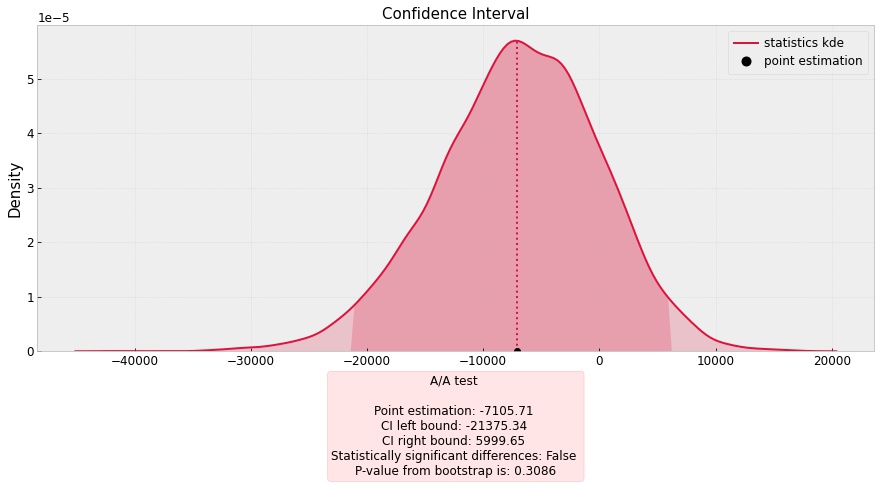 Confidence Interval
1e−5
statistics kde
point estimation
Density
5
4
3
2
1
0
−40000 −30000 −20000 −10000 0 10000 20000
A/A test
Point estimation: -7105.71
CI left bound: -21375.34
CI right bound: 5999.65
Statistically significant differences: False
P-value from bootstrap is: 0.3086